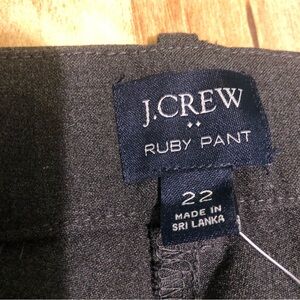 J.CREW
RUBY PANT
22
MADE IN
SRI LANKA